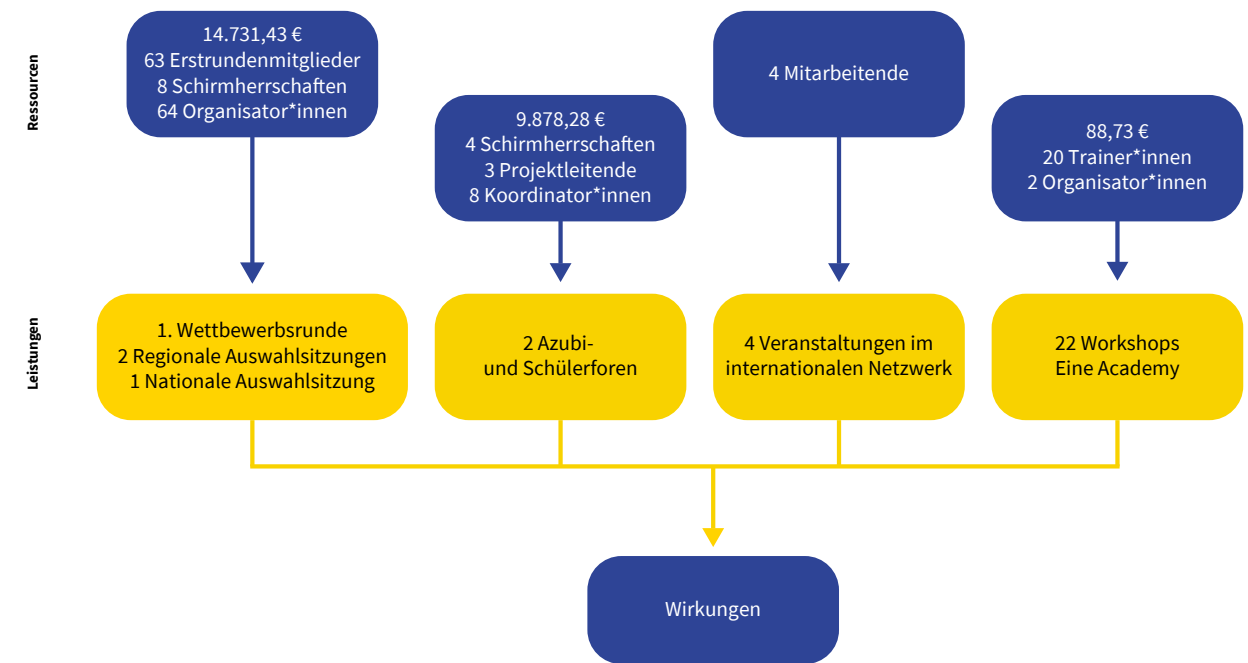 Ressourcen
14.731,43 €
63 Erstrundenmitglieder
8 Schirmherrschaften
64 Organisator*innen
9.878,28 €
4 Schirmherrschaften
3 Projektleitende
8 Koordinator*innen
4 Mitarbeitende
88,73 €
20 Trainer*innen
2 Organisator*innen
Leistungen
1. Wettbewerbsrunde
2 Regionale Auswahlsitzungen
1 Nationale Auswahlsitzung
2 Azubi-
und Schülerforen
4 Veranstaltungen im
internationalen Netzwerk
22 Workshops
Eine Academy
Wirkungen